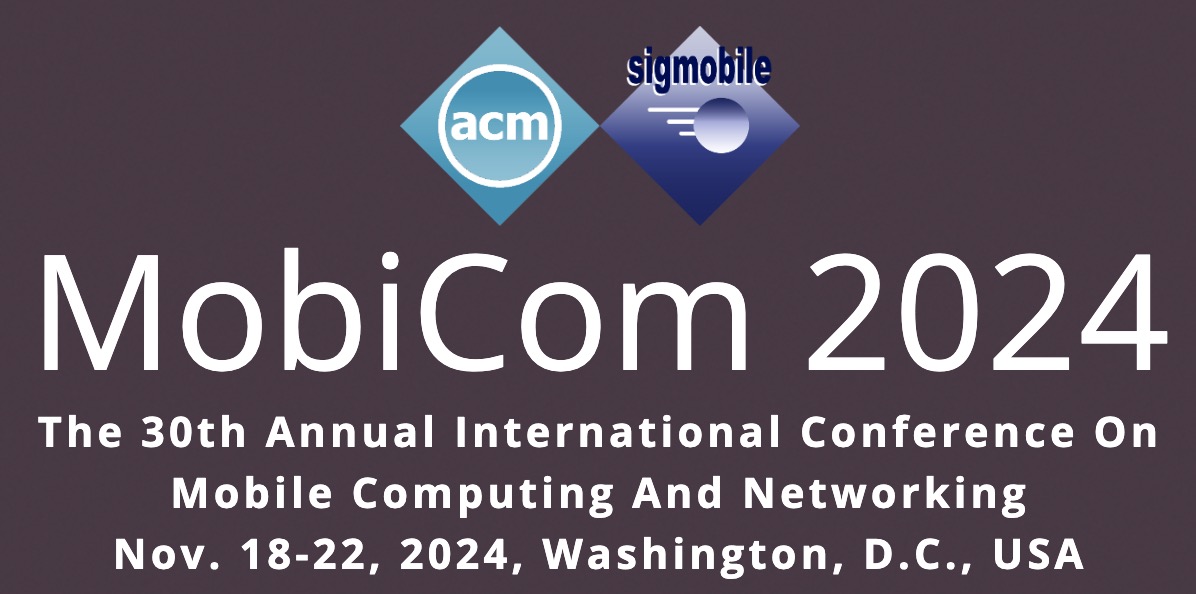 acm
sigmobile
MobiCom 2024
The 30th Annual International Conference On
Mobile Computing And Networking
Nov. 18-22, 2024, Washington, D.C., USA